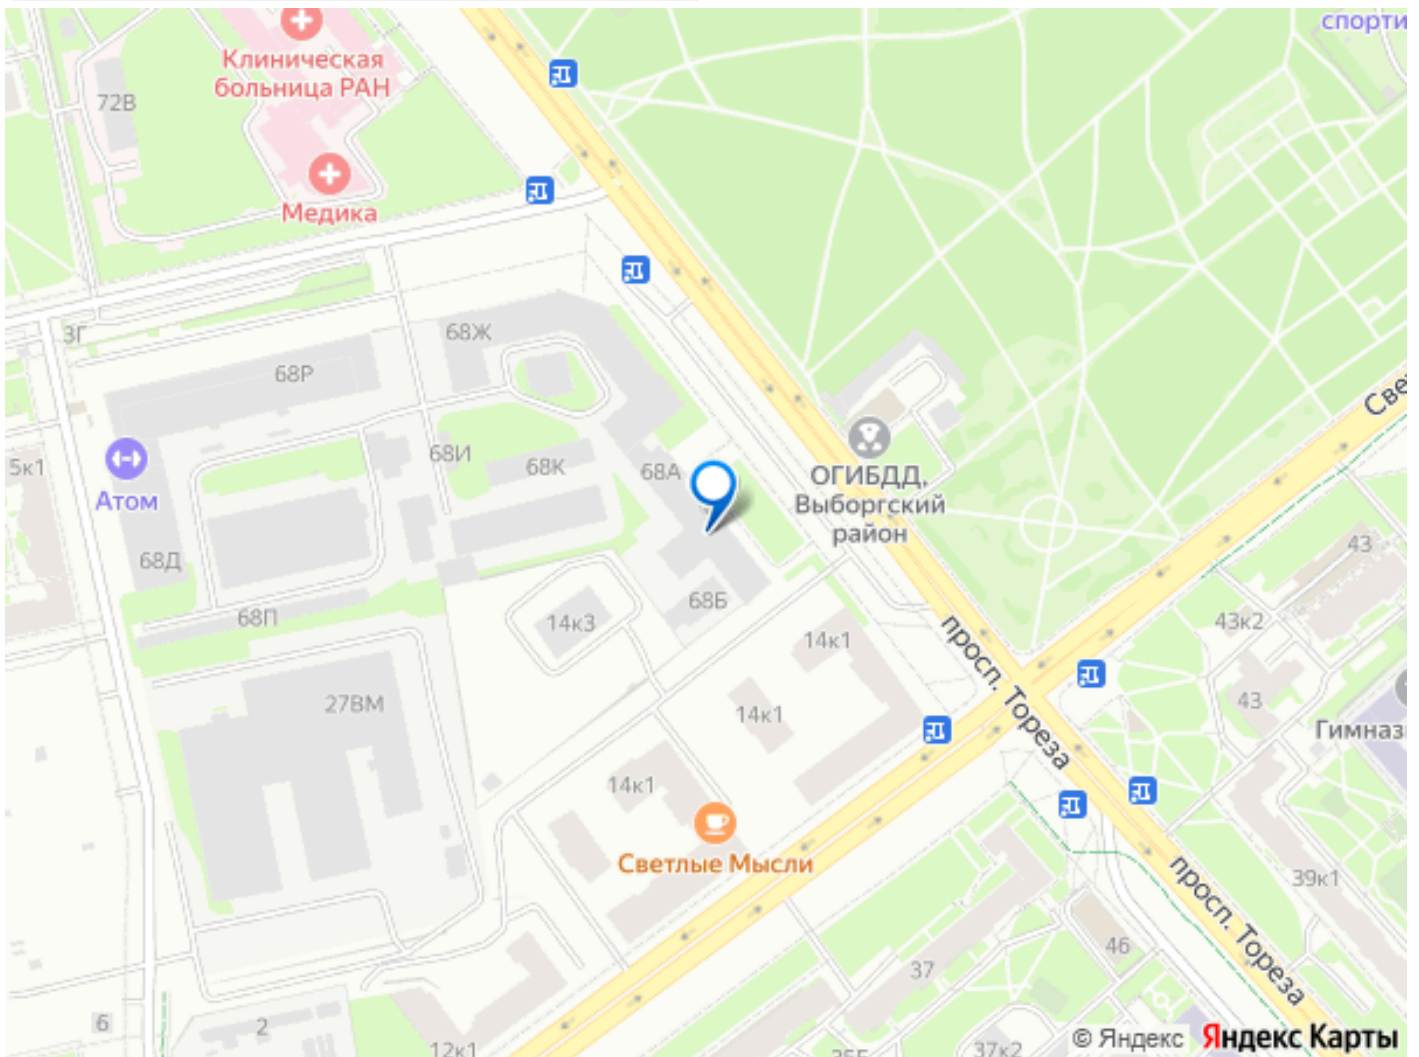 спорти
Клиническая
больница РАН
72В
Медика
3Г
68Ж
68Р
5к1
Атом
68И
68К
68А
ОГИБДД,
Выборгский
район
Све
68Д
68П
14к3
68Б
14к1
просп. Тореза
43
43к2
43
Гимназ
27ВМ
14к1
14к1
Светлые Мысли
39к1
просп. Тореза
46
37
6
2
12к1
35Б
37к2
© Яндекс
Яндекс Карты